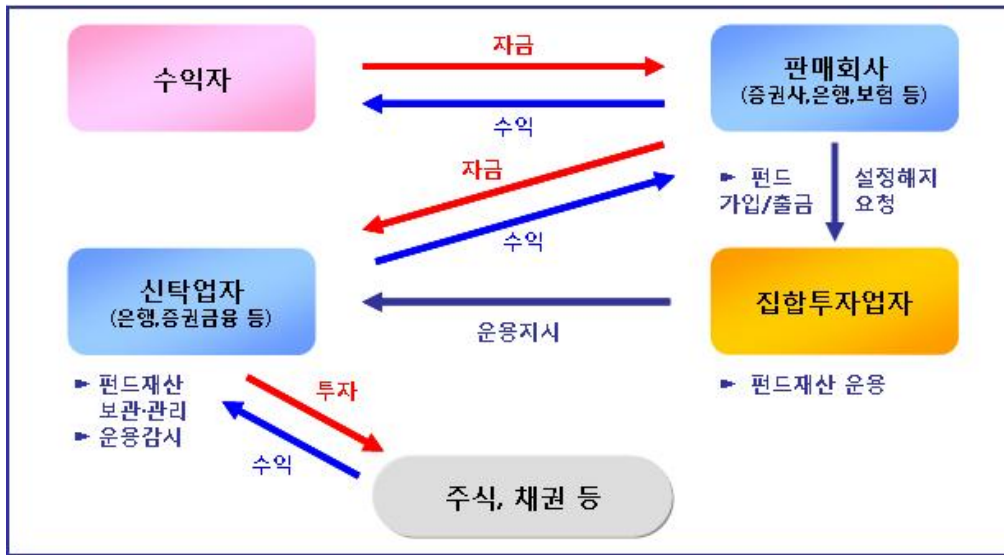 자금
수익자
판매회사
(증권사,은행,보험 등)
수익
자금
► 펀드
가입/출금
설정해지
요청
수익
신탁업자
(은행,증권금융 등)
집합투자업자
운용지시
► 펀드재산
보관·관리
► 운용감시
투자
► 펀드재산 운용
수익
주식, 채권 등